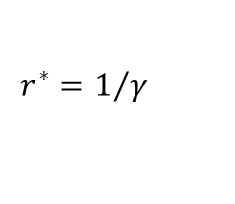 r* = 1/γ